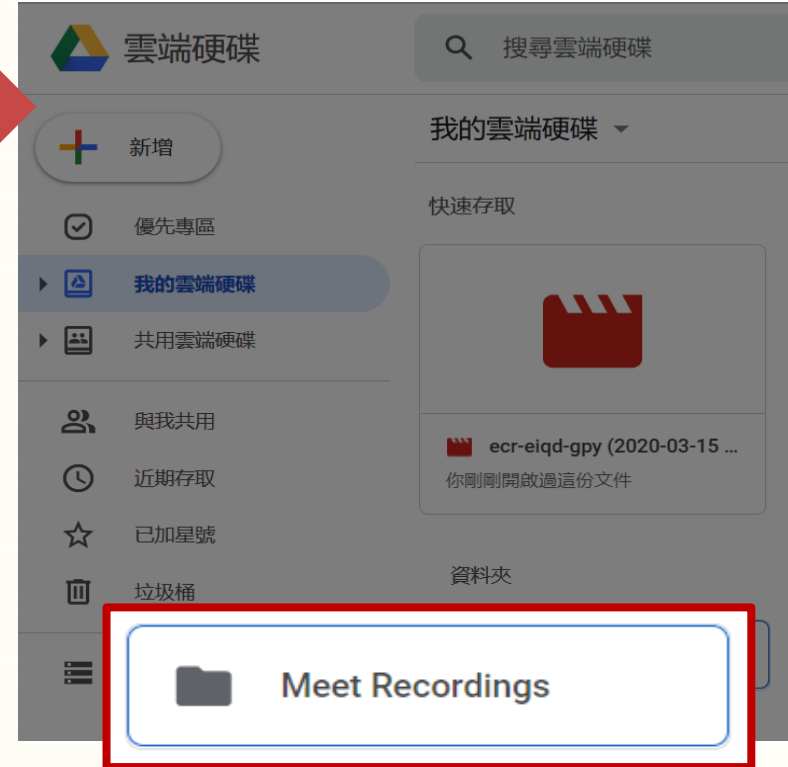 雲端硬碟
搜尋雲端硬碟
新增
我的雲端硬碟
優先專區
我的雲端硬碟
共用雲端硬碟
與我共用
近期存取
已加星號
垃圾桶
快速存取
ecr-eiqd-gpy (2020-03-15 ...
你剛剛開啟過這份文件
資料夾
Meet Recordings